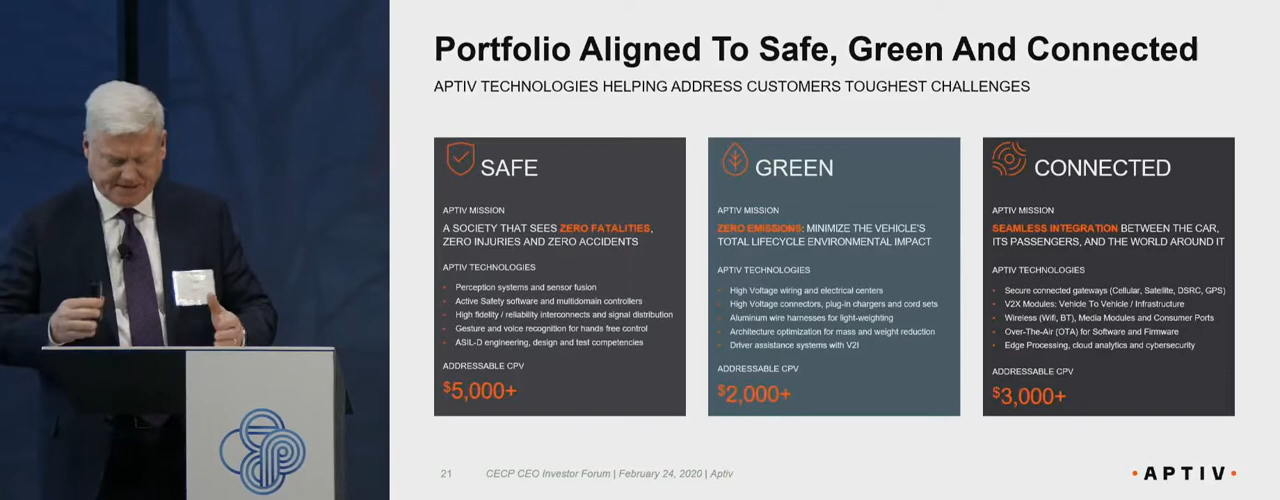 Portfolio Aligned To Safe, Green And Connected
APTIV TECHNOLOGIES HELPING ADDRESS CUSTOMERS TOUGHEST CHALLENGES
SAFE
APTIV MISSION
A SOCIETY THAT SEES ZERO FATALITIES,
ZERO INJURIES AND ZERO ACCIDENTS
APTIV TECHNOLOGIES
• Perception systems and sensor fusion
• Active Safety software and multidomain controllers
• High fidelity / reliability interconnects and signal distribution
• Gesture and voice recognition for hands free control
• ASIL-D engineering, design and test competencies
ADDRESSABLE CPV
$5,000+
GREEN
APTIV MISSION
ZERO EMISSIONS: MINIMIZE THE VEHICLE'S
TOTAL LIFECYCLE ENVIRONMENTAL IMPACT
APTIV TECHNOLOGIES
• High Voltage wiring and electrical centers
• High Voltage connectors, plug-in chargers and cord sets
• Aluminum wire harnesses for light-weighting
• Architecture optimization for mass and weight reduction
• Driver assistance systems with V2I
ADDRESSABLE CPV
$2,000+
CONNECTED
APTIV MISSION
SEAMLESS INTEGRATION BETWEEN THE CAR,
ITS PASSENGERS, AND THE WORLD AROUND IT
APTIV TECHNOLOGIES
• Secure connected gateways (Cellular, Satellite, DSRC, GPS)
• V2X Modules: Vehicle To Vehicle / Infrastructure
• Wireless (Wifi, BT), Media Modules and Consumer Ports
• Over-The-Air (OTA) for Software and Firmware
• Edge Processing, cloud analytics and cybersecurity
ADDRESSABLE CPV
$3,000+
21 CECP CEO Investor Forum | February 24, 2020 | Aptiv
• APTIV •